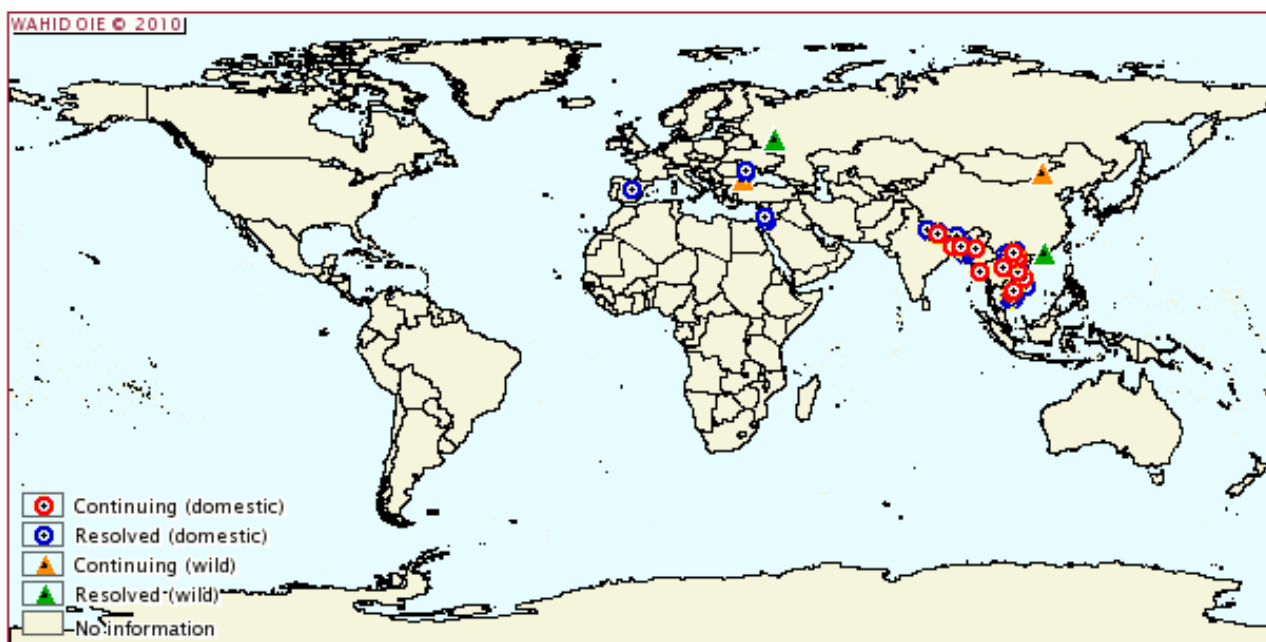 WAHID OIE © 2010
Continuing (domestic)
Resolved (domestic)
Continuing (wild)
Resolved (wild)
No information